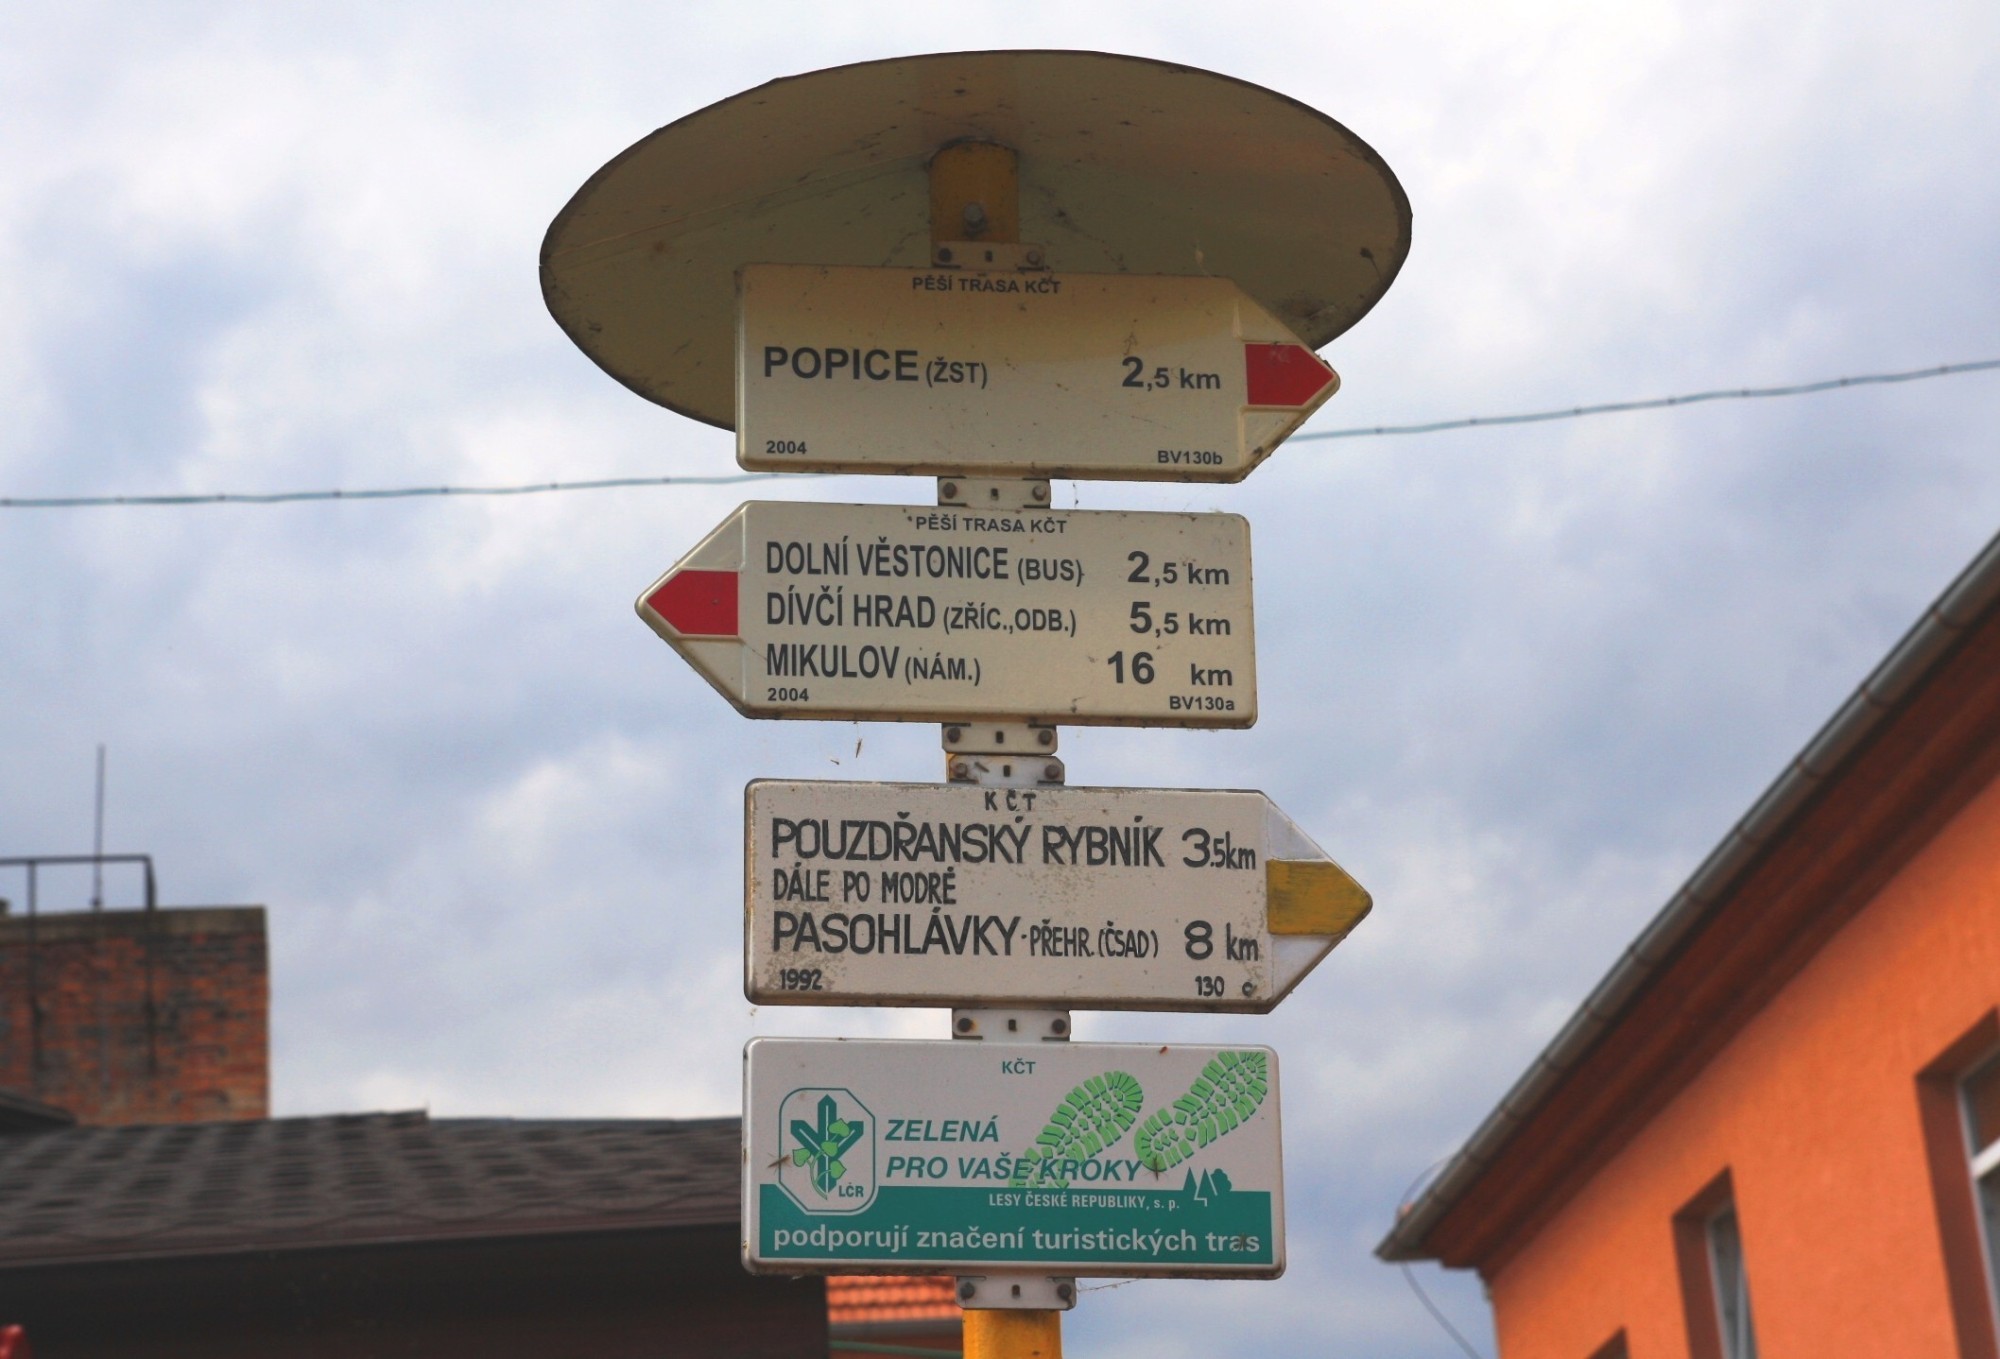 PĚŠÍ TRASA KČT
POPICE (ŽST) 2,5 km
2004 BV130b
PĚŠÍ TRASA KČT
DOLNÍ VĚSTONICE (BUS) 2,5 km
DÍVČÍ HRAD (ZŘÍC.,ODB.) 5,5 km
MIKULOV (NÁM.) 16 km
2004 BV130a
KČT
POUZDŘANSKÝ RYBNÍK 3.5km
DÁLE PO MODRÉ
PASOHLÁVKY-PŘEHR.(ČSAD) 8 km
1992 130 c
KČT
ZELENÁ
PRO VAŠE KROKY
LČR
LESY ČESKÉ REPUBLIKY, s. p.
podporují značení turistických tras